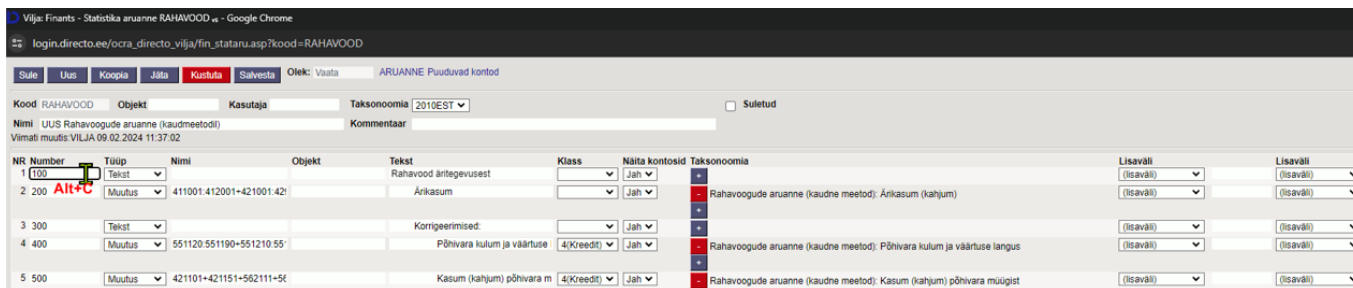 Vilja: Finants - Statistika aruanne RAHAVOOD - Google Chrome
login.directo.ee/ocra_directo_vilja/fin_stataru.asp?kood=RAHAVOOD
Sule Uus Koopia Jäta Kustuta Salvesta Olek: Vaata ARUANNE Puuduvad kontod
Kood RAHAVOOD Objekt Kasutaja Taksonoomia 2010EST Suletud
Nimi UUS Rahavoogude aruanne (kaudmeetodil) Kommentaar
Viimati muutis: VILJA 09.02.2024 11:37:02
NR Number Tüüp Nimi Objekt Tekst Klass Näita kontosid Taksonoomia Lisaväli Lisaväli
1 100 Tekst Rahavood äritegevusest Jah + (lisaväli) (lisaväli)
2 200 Alt+C Muutus 411001:412001+421001:429 Ärikasum Jah - Rahavoogude aruanne (kaudne meetod): Ärikasum (kahjum) (lisaväli) (lisaväli)
+
3 300 Tekst Korrigeerimised: Jah + (lisaväli) (lisaväli)
4 400 Muutus 551120:551190+551210:55 Põhivara kulum ja väärtuse 4(Kreedit) Jah - Rahavoogude aruanne (kaudne meetod): Põhivara kulum ja väärtuse langus (lisaväli) (lisaväli)
+
5 500 Muutus 421101+421151+562111+56 Kasum (kahjum) põhivara m 4(Kreedit) Jah - Rahavoogude aruanne (kaudne meetod): Kasum (kahjum) põhivara müügist (lisaväli) (lisaväli)